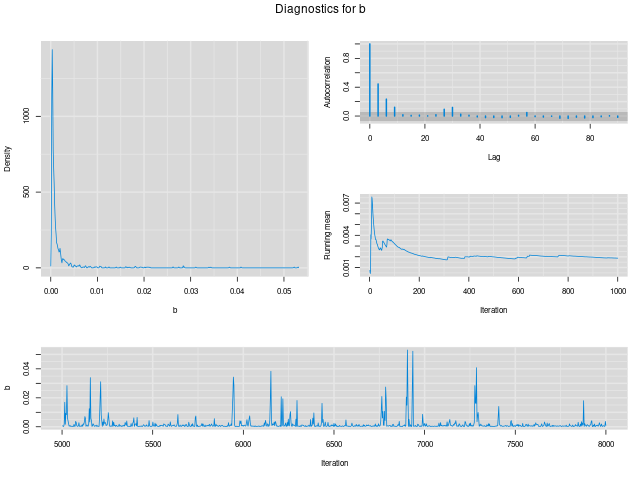 Diagnostics for b
Density
0 500 1000
0.00 0.01 0.02 0.03 0.04 0.05
b
Autocorrelation
0.0 0.4 0.8
0 20 40 60 80
Lag
Running mean
0.001 0.004 0.007
0 200 400 600 800 1000
Iteration
b
0.00 0.02 0.04
5000 5500 6000 6500 7000 7500 8000
Iteration